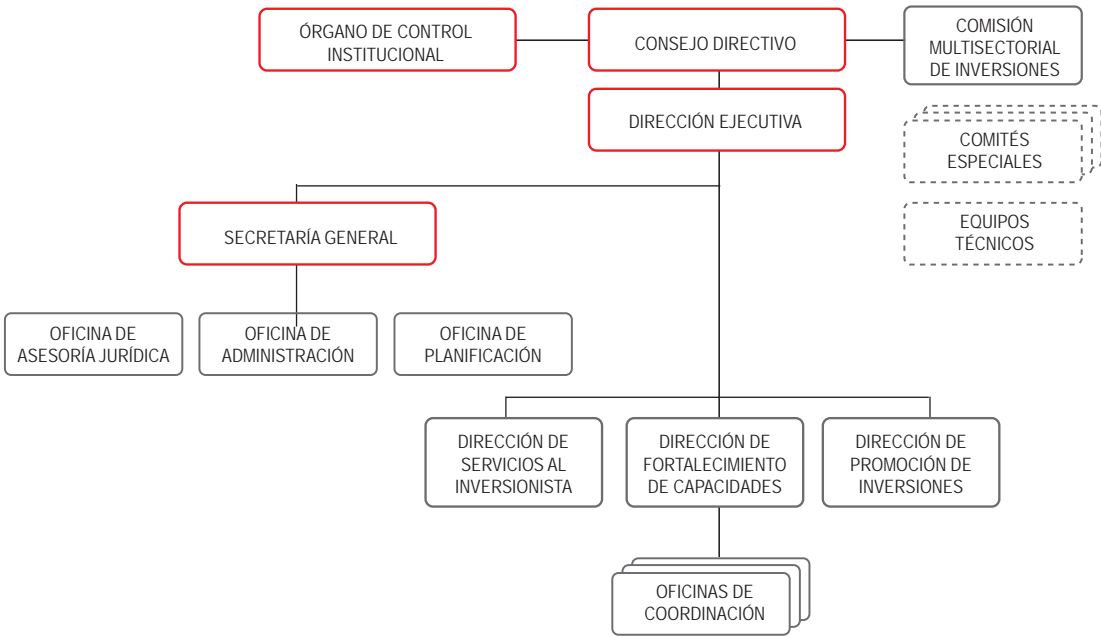 ÓRGANO DE CONTROL
INSTITUCIONAL
CONSEJO DIRECTIVO
COMISIÓN
MULTISECTORIAL
DE INVERSIONES
DIRECCIÓN EJECUTIVA
COMITÉS
ESPECIALES
SECRETARÍA GENERAL
EQUIPOS
TÉCNICOS
OFICINA DE
ASESORÍA JURÍDICA
OFICINA DE
ADMINISTRACIÓN
OFICINA DE
PLANIFICACIÓN
DIRECCIÓN DE
SERVICIOS AL
INVERSIONISTA
DIRECCIÓN DE
FORTALECIMIENTO
DE CAPACIDADES
DIRECCIÓN DE
PROMOCIÓN DE
INVERSIONES
OFICINAS DE
COORDINACIÓN